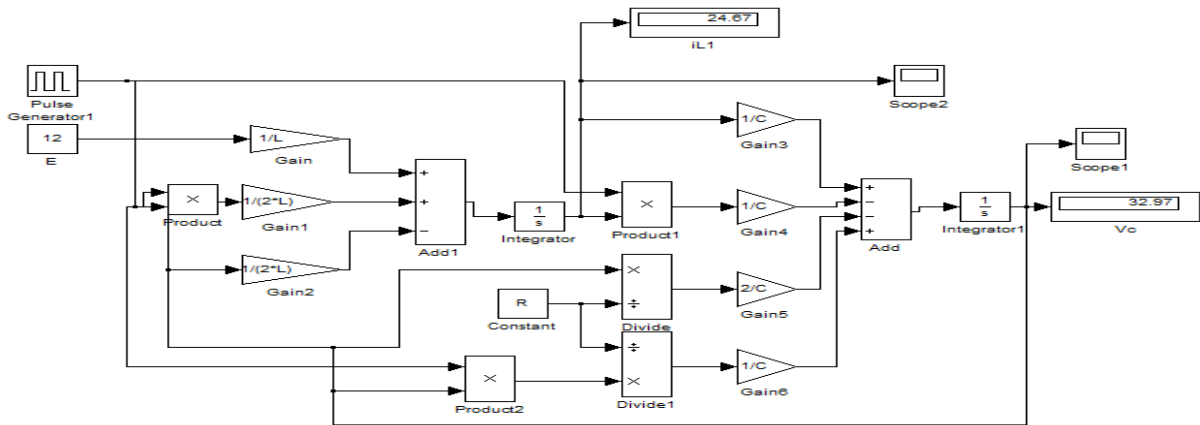 24.67
iL1
Pulse
Generator1
Scope2
12
E
1/L
Gain
1/C
Gain3
Scope1
+
+
−
Add1
×
Product
1/(2*L)
Gain1
1
s
Integrator
×
Product1
1/C
Gain4
+
−
−
+
Add
1
s
Integrator1
32.97
Vc
1/(2*L)
Gain2
R
Constant
×
÷
Divide
2/C
Gain5
×
Product2
÷
×
Divide1
1/C
Gain6